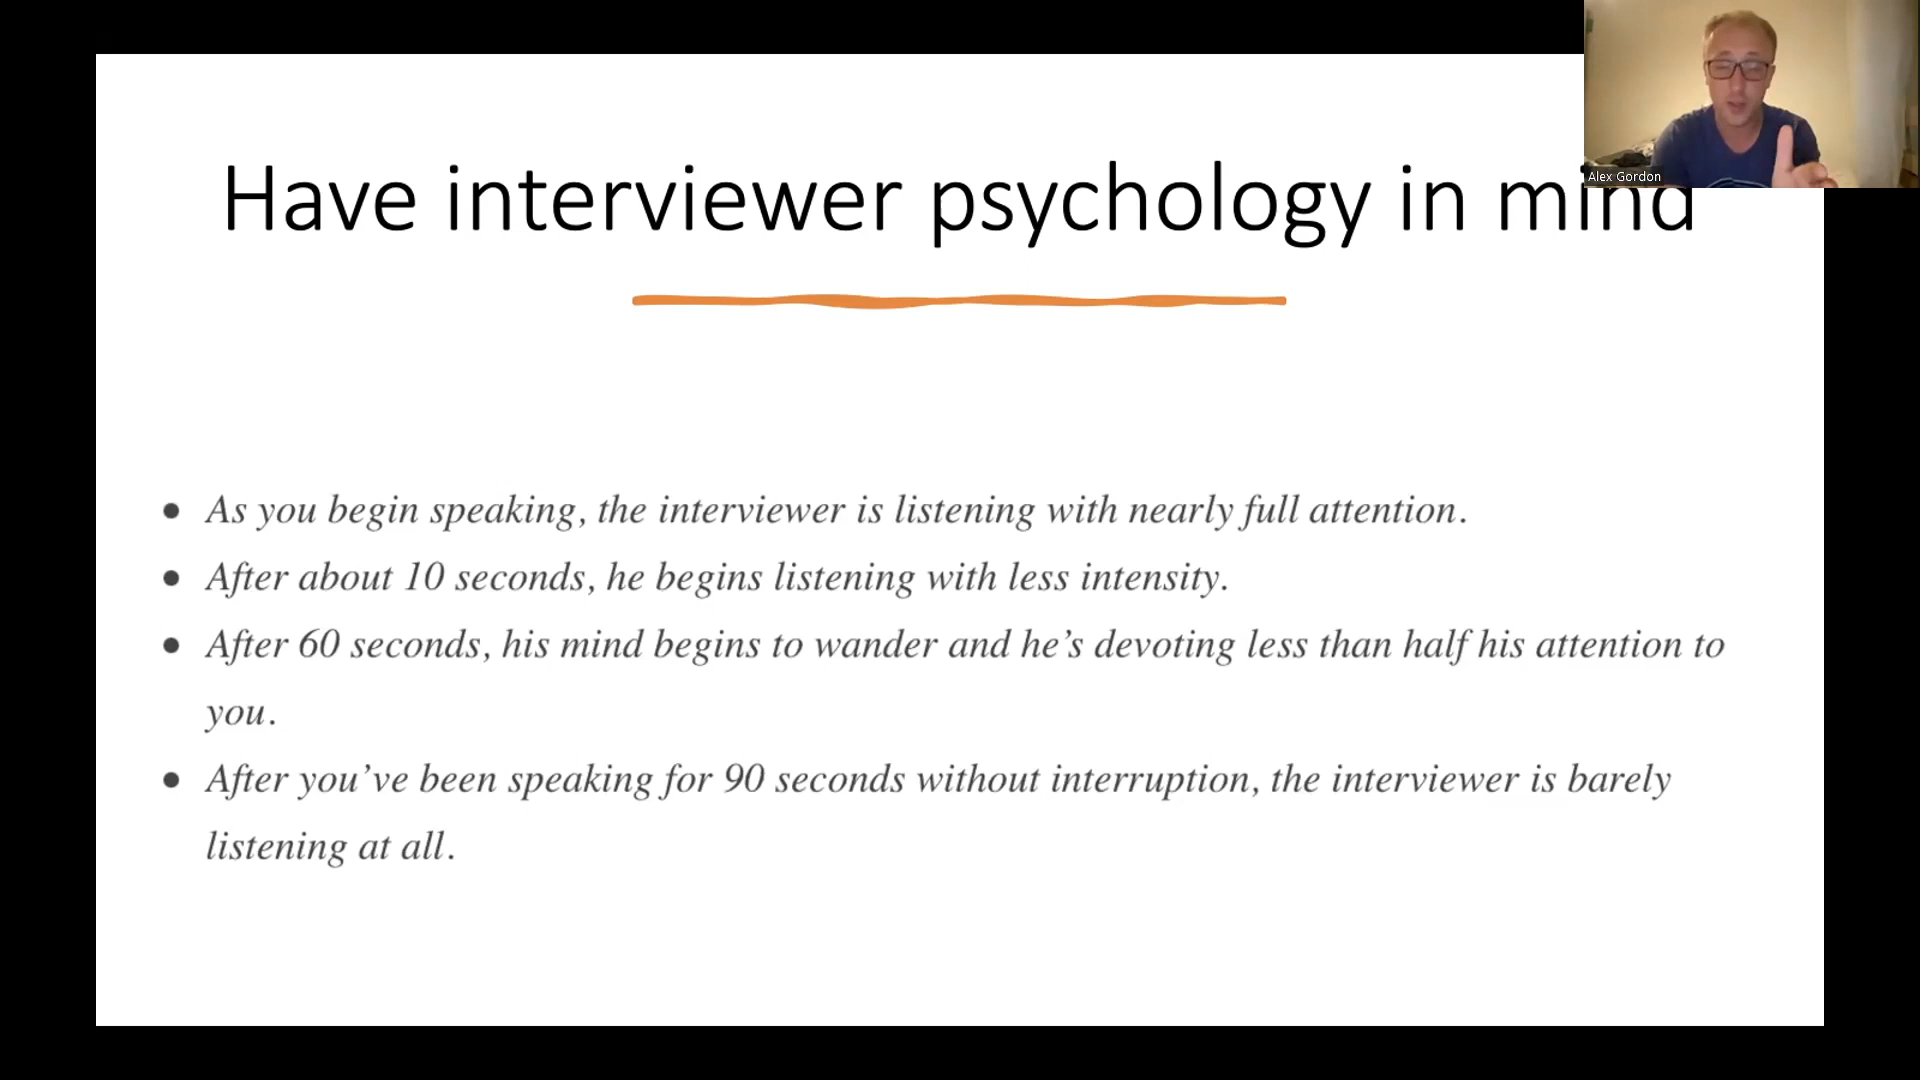 Alex Gordon
Have interviewer psychology in mind
As you begin speaking, the interviewer is listening with nearly full attention.
After about 10 seconds, he begins listening with less intensity.
After 60 seconds, his mind begins to wander and he’s devoting less than half his attention to
you.
After you’ve been speaking for 90 seconds without interruption, the interviewer is barely
listening at all.